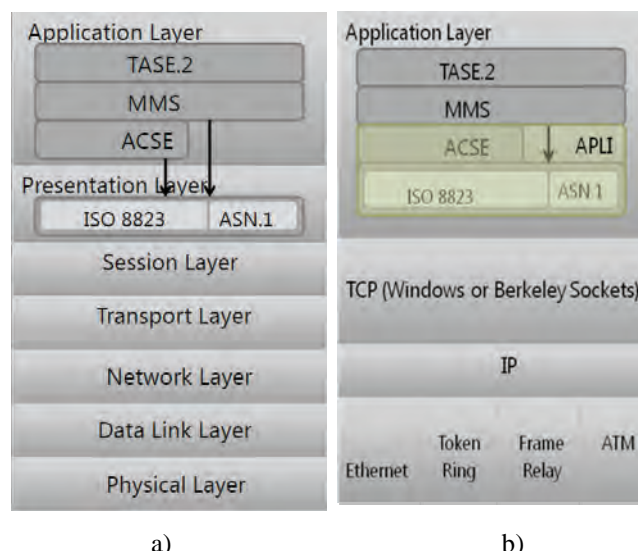 Application Layer
TASE.2
MMS
ACSE
Presentation Layer
ISO 8823 ASN.1
Session Layer
Transport Layer
Network Layer
Data Link Layer
Physical Layer
a)
Application Layer
TASE.2
MMS
ACSE APLI
ISO 8823 ASN 1
TCP (Windows or Berkeley Sockets)
IP
Ethernet Token Ring Frame Relay ATM
b)